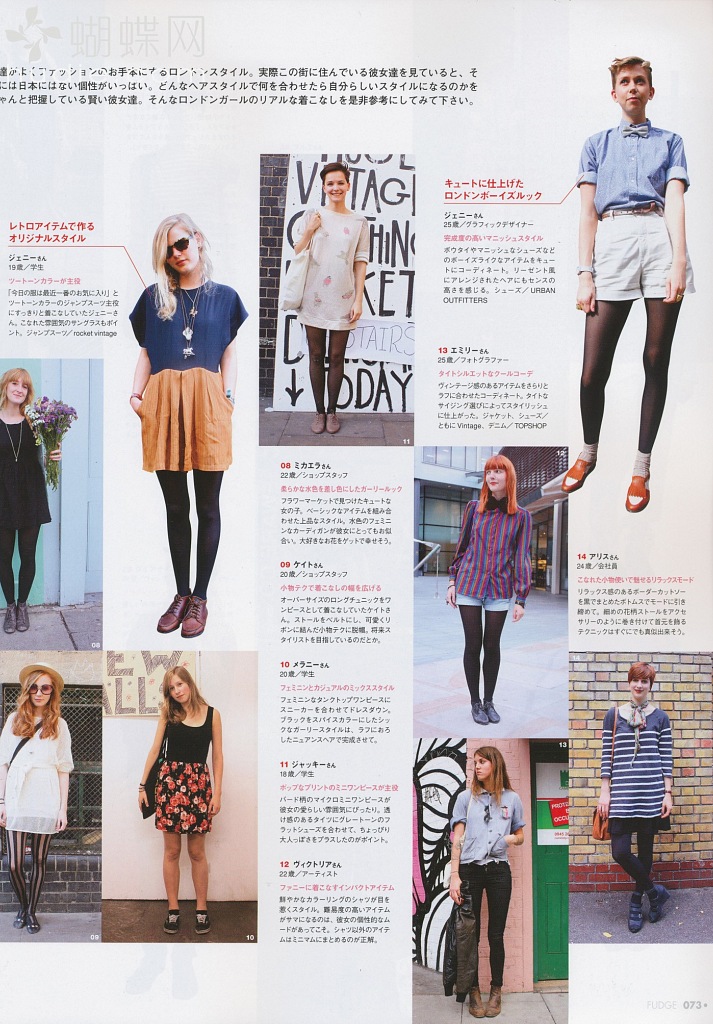 蝴蝶网
達がよくファッションのお手本にするロンドンスタイル。実際この街に住んでいる彼女達を見ていると、そ
には日本にはない個性がいっぱい。どんなヘアスタイルで何を合わせたら自分らしいスタイルになるのかを
ゃんと把握している賢い彼女達。そんなロンドンガールのリアルな着こなしを是非参考にしてみて下さい。
レトロアイテムで作る
オリジナルスタイル
ジェニーさん
19歳／学生
ツートーンカラーが主役
「今日の服は最近一番のお気に入り」と
ツートーンカラーのジャンプスーツ主役
にすっきりと着こなしていたジェニーさ
ん。こなれた雰囲気のサングラスもポイ
ント。ジャンプスーツ／rocket vintage
キュートに仕上げた
ロンドンボーイズルック
ジェニーさん
25歳／グラフィックデザイナー
完成度の高いマニッシュスタイル
ボウタイやマニッシュなシューズなど
のボーイズライクなアイテムをキュー
トにコーディネート。リーゼント風
にアレンジされたヘアにもセンス
の高さを感じる。シューズ／URBAN
OUTFITTERS
13 エミリーさん
25歳／フォトグラファー
タイトシルエットなクールコーデ
ヴィンテージ感のあるアイテムをさらりと
ラフに合わせたコーディネート。タイトな
サイジング選びによってスタイリッシュ
に仕上がった。ジャケット、シューズ／
ともにVintage、デニム／TOPSHOP
08 ミカエラさん
22歳／ショップスタッフ
柔らかな水色を差し色にしたガーリールック
フラワーマーケットで見つけたキュートな
女の子。ベーシックなアイテムを組み合
わせた上品なスタイル。水色のフェミニ
ンなカーディガンが彼女にとってもお似
合い。大好きなお花をゲットで幸せそう。
09 ケイトさん
20歳／ショップスタッフ
小物テクで着こなしの幅を広げる
オーバーサイズのロングチュニックをワ
ンピースとして着こなしていたケイトさ
ん。ストールをベルトにし、可愛くリ
ボンに結んだ小物テクに脱帽。将来ス
タイリストを目指しているのだとか。
10 メラニーさん
20歳／学生
フェミニンとカジュアルのミックススタイル
フェミニンなタンクトップワンピースに
スニーカーを合わせてドレスダウン。
ブラックをスパイスカラーにしたシック
なガーリースタイルは、ラフにおろし
たニュアンスヘアで完成させて。
11 ジャッキーさん
18歳／学生
ポップなプリントのミニワンピースが主役
バード柄のマイクロミニワンピースが
彼女の愛らしい雰囲気にぴったり。透
け感のあるタイツにグレートーンのフ
ラットシューズを合わせて、ちょっぴり
大人っぽさをプラスしたのがポイント。
12 ヴィクトリアさん
22歳／アーティスト
ファニーに着こなすインパクトアイテム
鮮やかなカラーリングのシャツが目を
惹くスタイル。難易度の高いアイテム
がサマになるのは、彼女の個性的なム
ードがあってこそ。シャツ以外のアイテ
ムはミニマムにまとめるのが正解。
14 アリスさん
24歳／会社員
こなれた小物使いで魅せるリラックスモード
リラックス感のあるボーダーカットソー
を黒でまとめたボトムスでモードに引き
締めて。細めの花柄ストールをアクセ
サリーのように巻き付けて首元を飾る
テクニックはすぐにでも真似出来そう。
VINTAGE
THIN
KET
STAIRS
TODAY
11
12
08
09
10
13
FUDGE 073